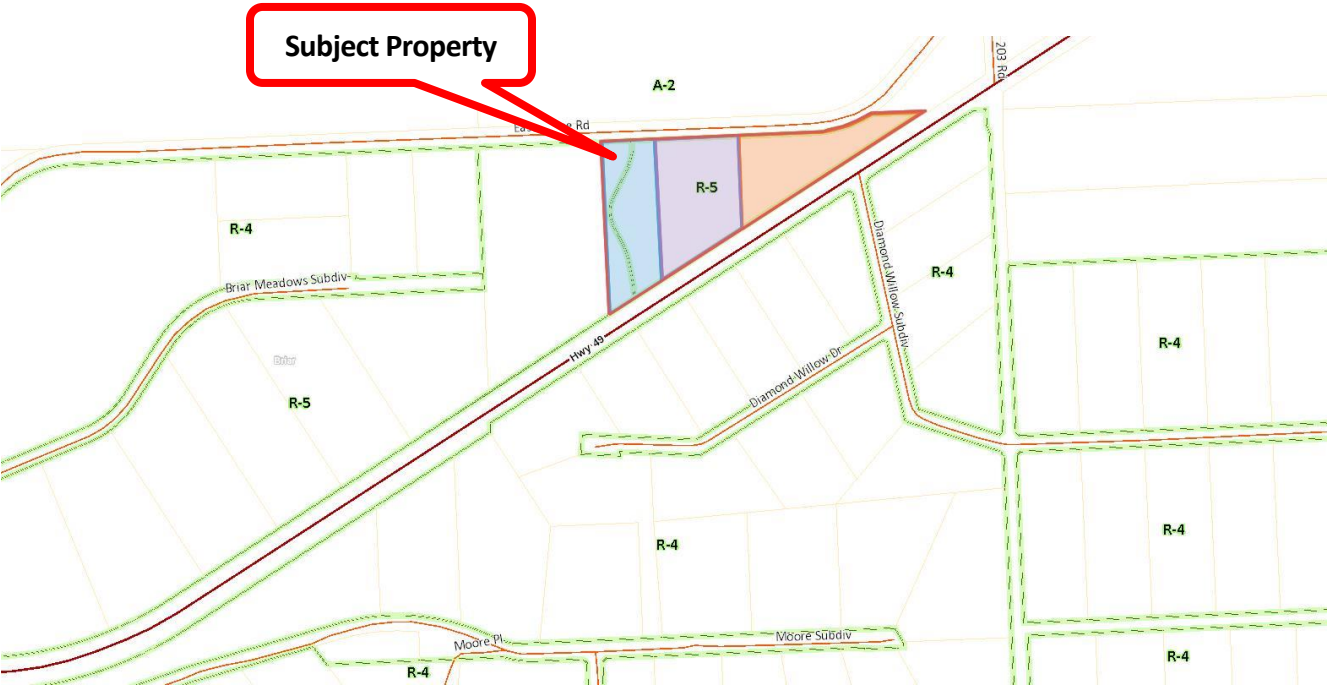 Subject Property
203 Rd
A-2
Rd
R-5
R-4
Diamond Willow Subdiv
R-4
Briar Meadows Subdiv
Hwy 49
R-4
Diamond Willow Dr
Briar
R-5
R-4
R-4
Moore Pl
Moore Subdiv
R-4
R-4